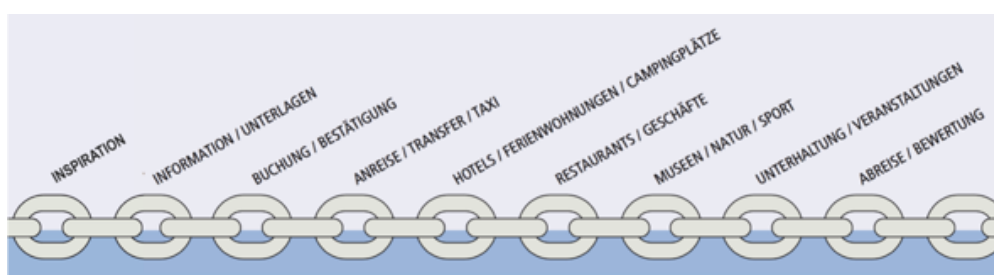 INSPIRATION
INFORMATION / UNTERLAGEN
BUCHUNG / BESTÄTIGUNG
ANREISE / TRANSFER / TAXI
HOTELS / FERIENWOHNUNGEN / CAMPINGPLÄTZE
RESTAURANTS / GESCHÄFTE
MUSEEN / NATUR / SPORT
UNTERHALTUNG / VERANSTALTUNGEN
ABREISE / BEWERTUNG